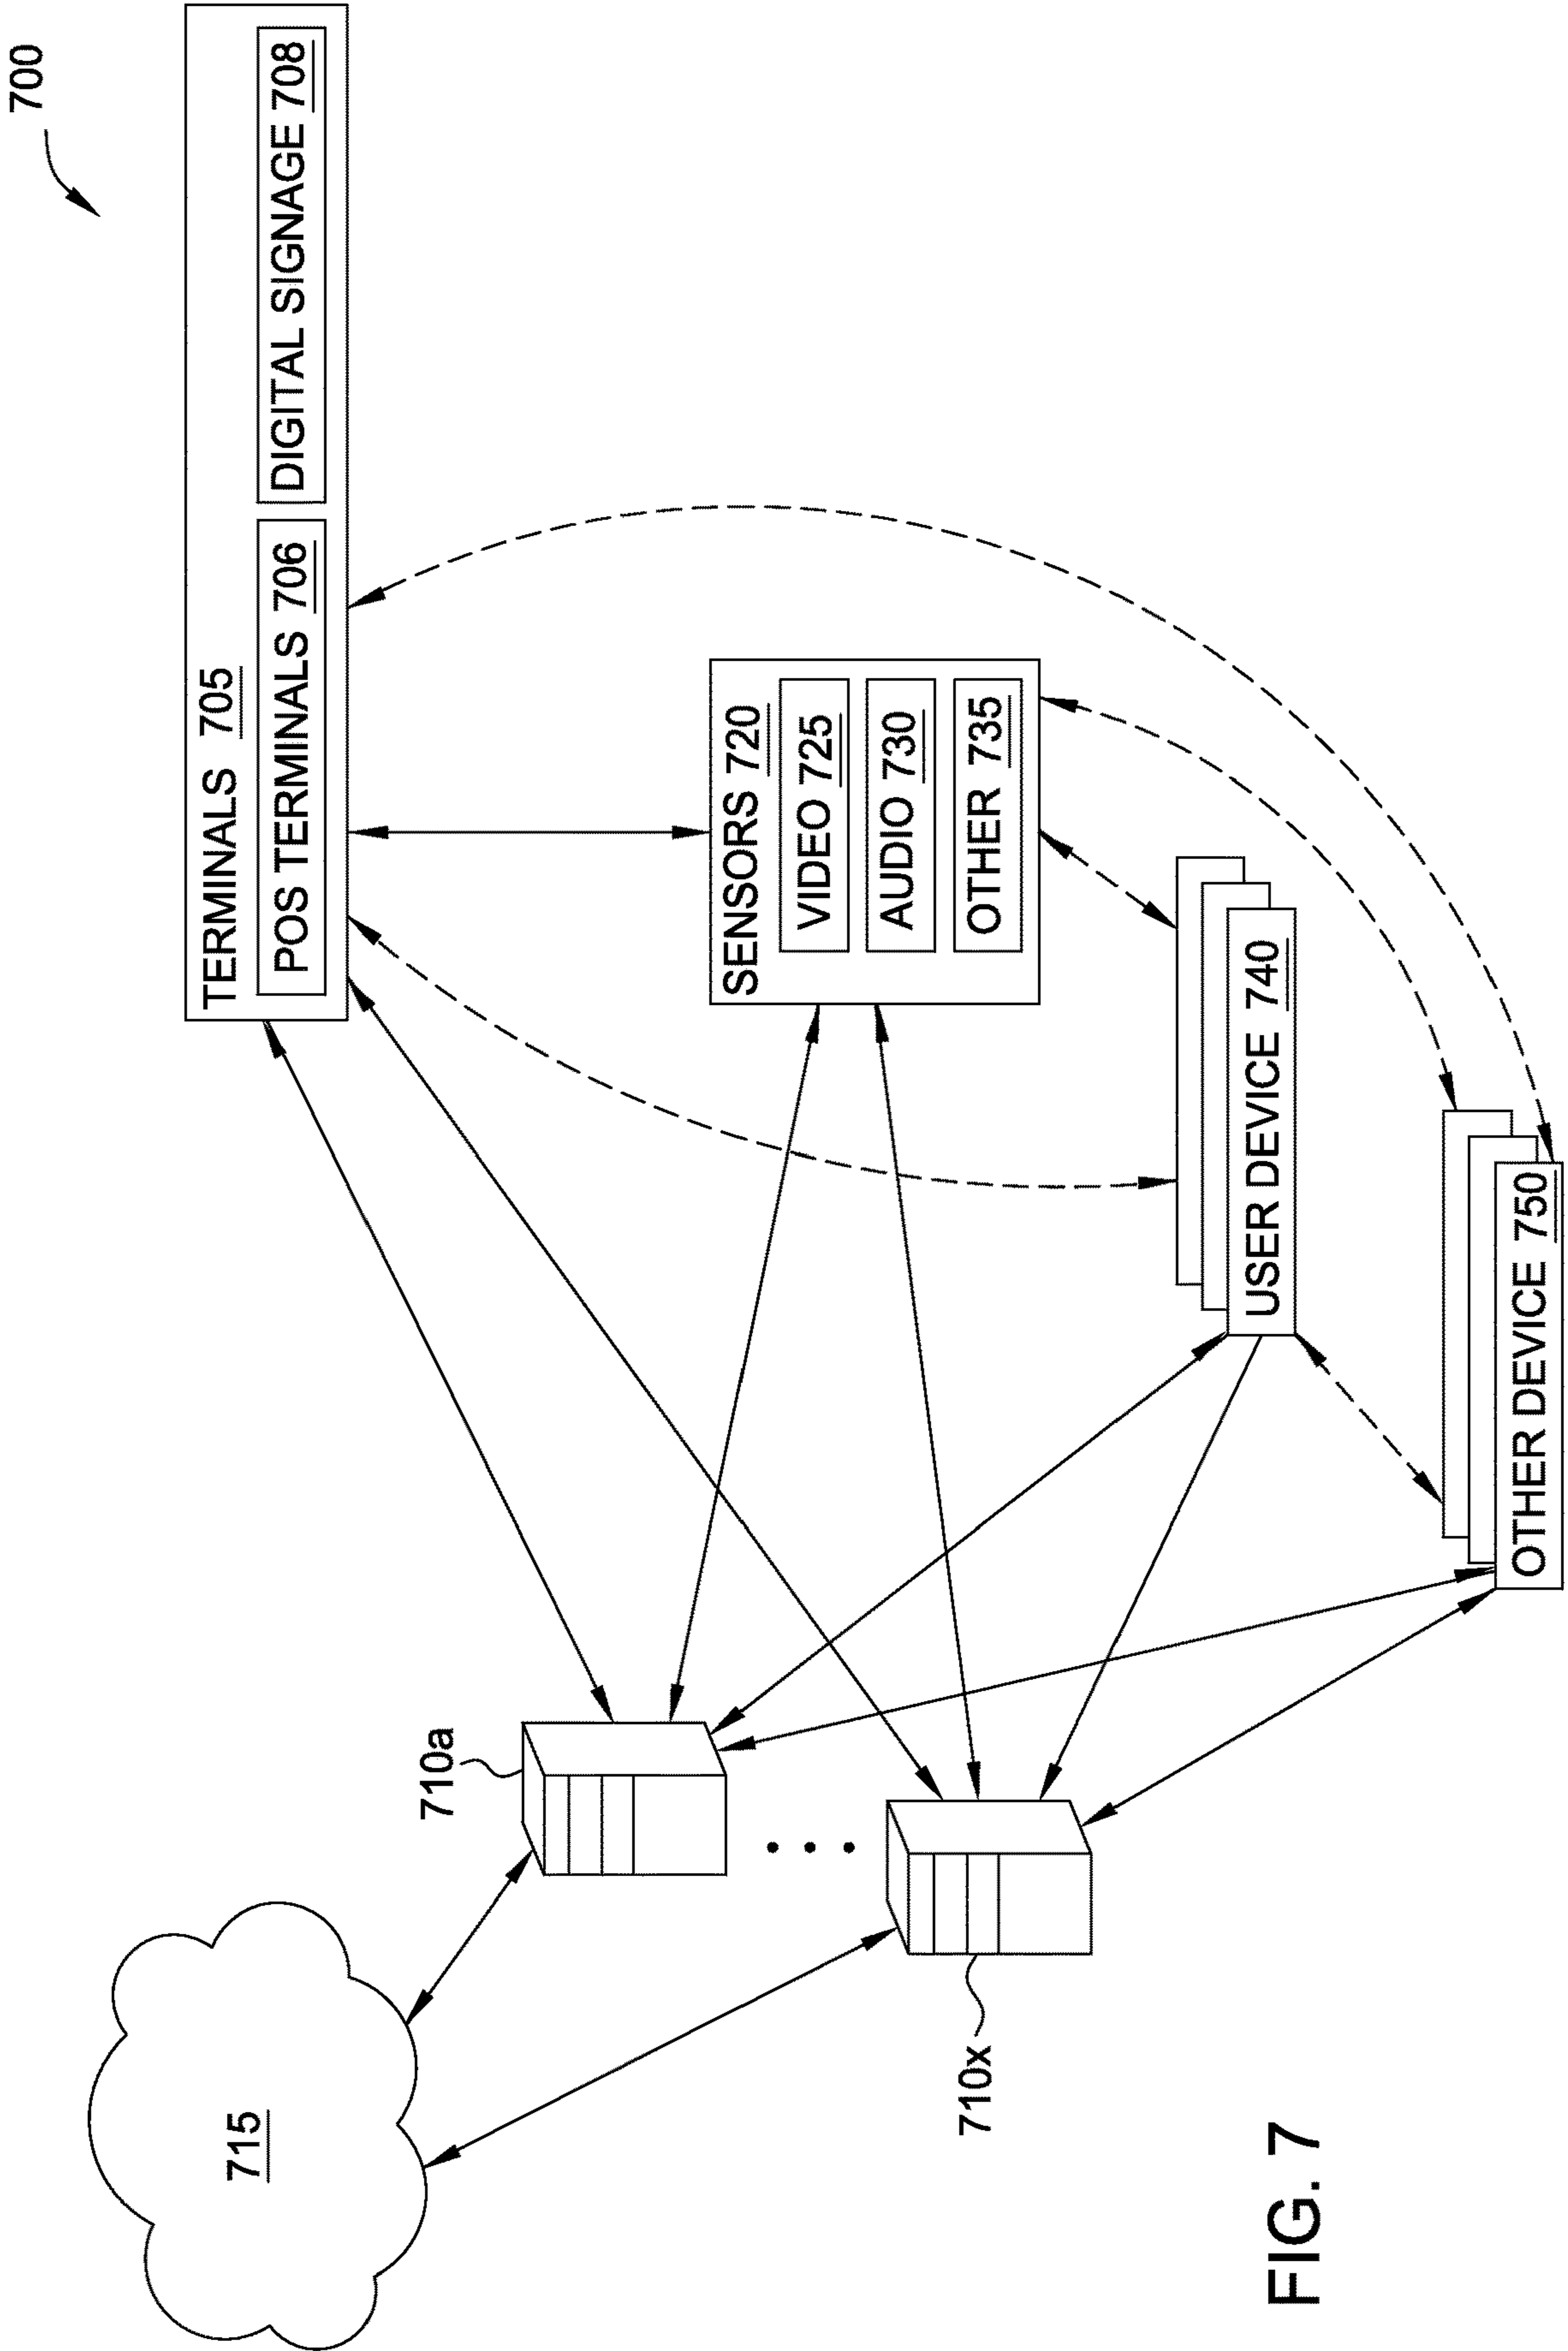 700
TERMINALS 705
POS TERMINALS 706
DIGITAL SIGNAGE 708
715
710a
710x
SENSORS 720
VIDEO 725
AUDIO 730
OTHER 735
USER DEVICE 740
OTHER DEVICE 750
FIG. 7